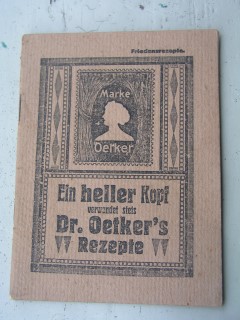 Friedensrezepte.
Marke
Oetker
Ein heller Kopf
verwendet stets
Dr. Oetker's
Rezepte